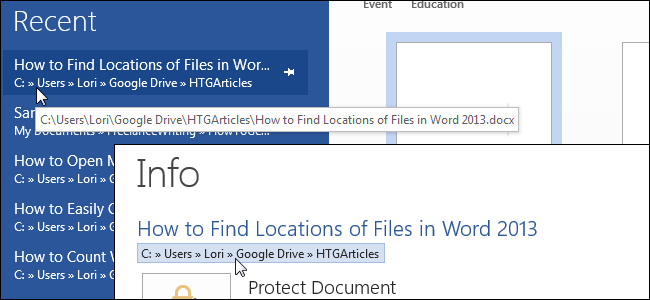 Event Education
Recent
How to Find Locations of Files in Wor...
C: » Users » Lori » Google Drive » HTGArticles
C:\Users\Lori\Google Drive\HTGArticles\How to Find Locations of Files in Word 2013.docx
My Documents » FreelanceWriting »
How to Open
How to Easily
How to Count
Info
How to Find Locations of Files in Word 2013
C: » Users » Lori » Google Drive » HTGArticles
Protect Document